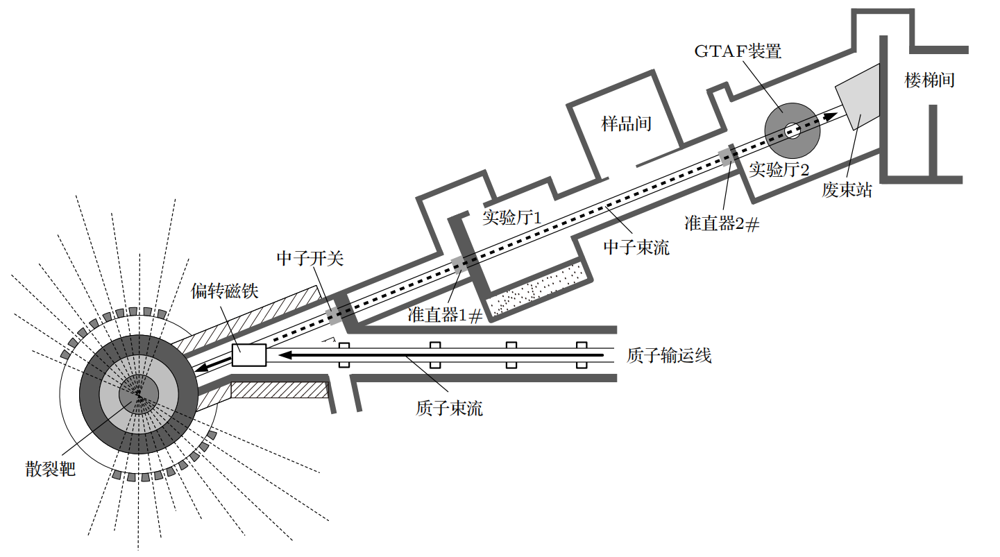 GTAF装置
楼梯间
样品间
实验厅2
废束站
实验厅1
准直器2#
中子束流
中子开关
偏转磁铁
准直器1#
质子输运线
质子束流
散裂靶